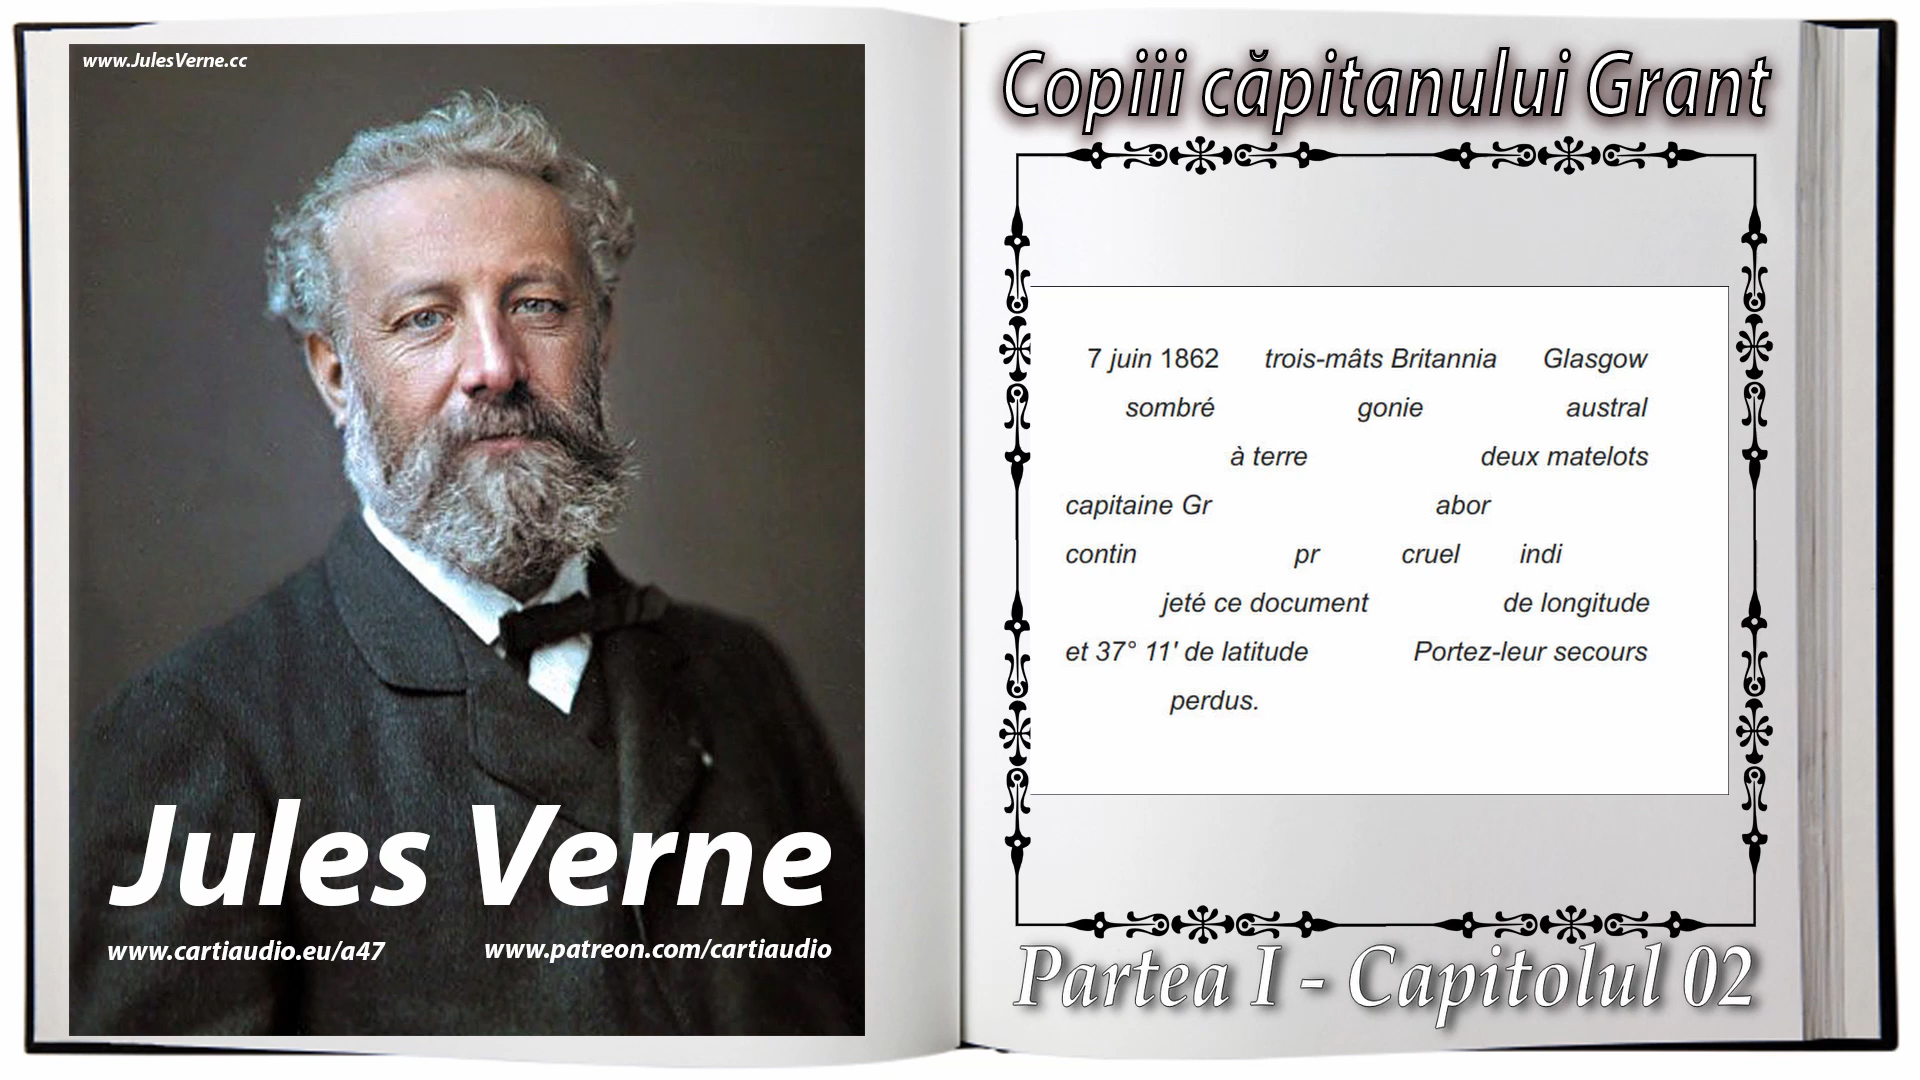 www.JulesVerne.cc
Jules Verne
www.cartiaudio.eu/a47 www.patreon.com/cartiaudio
Copiii căpitanului Grant
7 juin 1862 trois-mâts Britannia Glasgow
sombré gonie austral
à terre deux matelots
capitaine Gr abor
contin pr cruel indi
jeté ce document de longitude
et 37° 11' de latitude Portez-leur secours
perdus.
Partea I - Capitolul 02